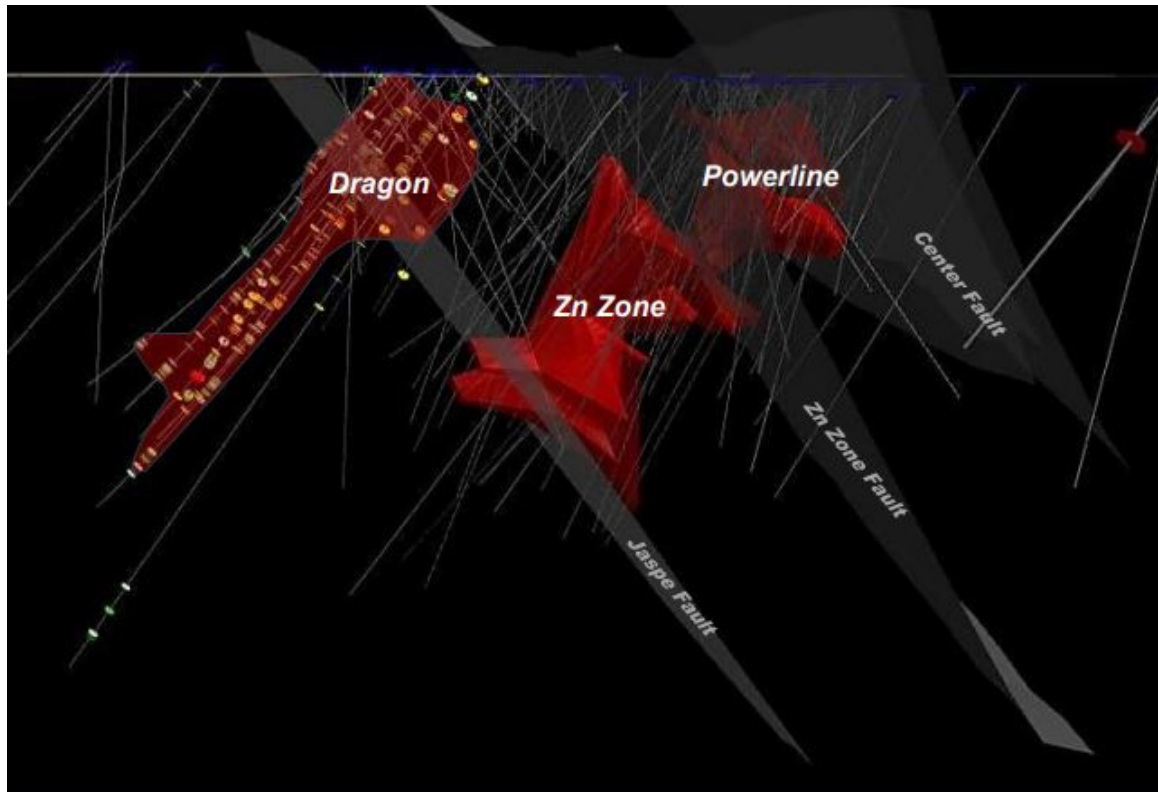 Dragon
Powerline
Zn Zone
Center Fault
Zn Zone Fault
Jaspe Fault